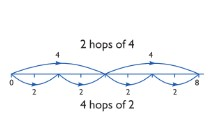 2 hops of 4
4 4
0 8
2 2 2 2
4 hops of 2